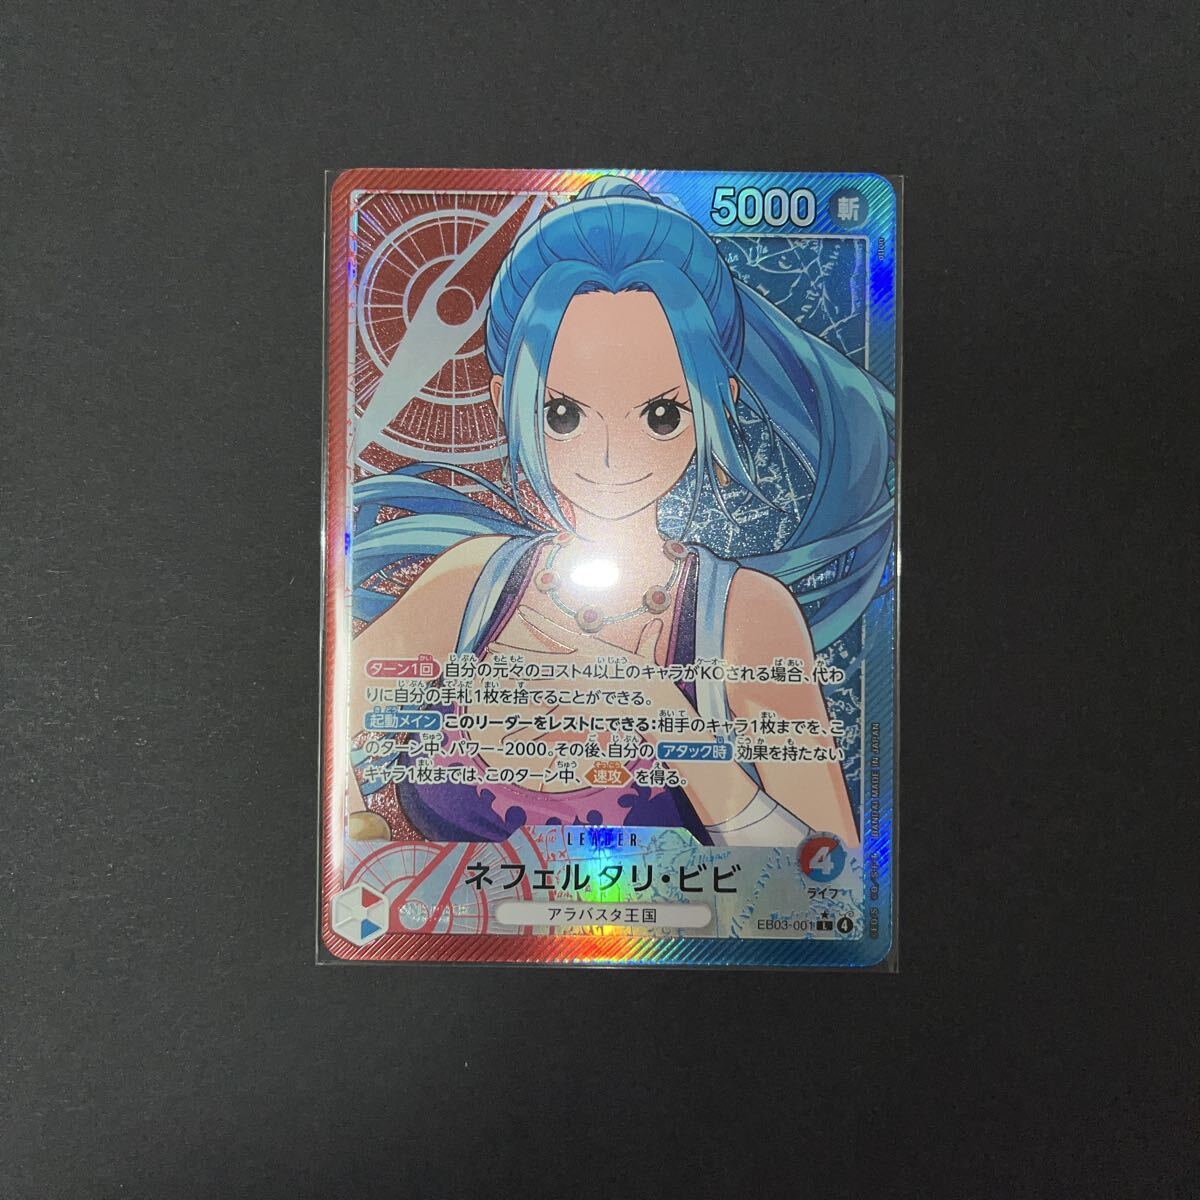 5000 斬
ターン1回 自分の元々のコスト4以上のキャラがKOされる場合、代わ
りに自分の手札1枚を捨てることができる。
起動メイン このリーダーをレストにできる:相手のキャラ1枚までを、こ
のターン中、パワー-2000。その後、自分の アタック時 効果を持たない
キャラ1枚までは、このターン中、 速攻 を得る。
LEADER
ネフェルタリ・ビビ
アラバスタ王国
4
ライフ
EB03-001 L 4
BANDAI MADE IN JAPAN